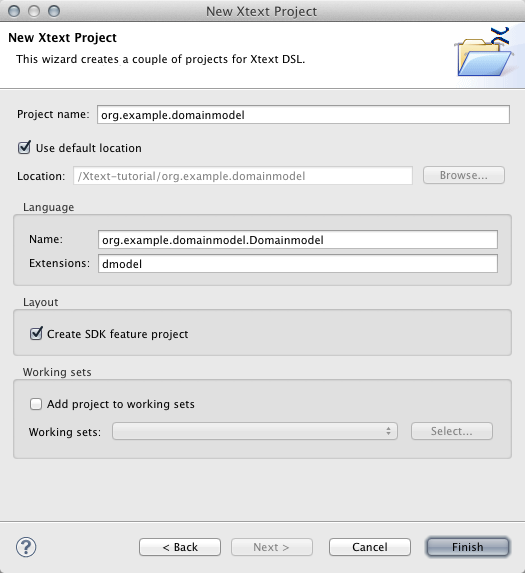 New Xtext Project
New Xtext Project
This wizard creates a couple of projects for Xtext DSL.
Project name: org.example.domainmodel
Use default location
Location: /Xtext-tutorial/org.example.domainmodel Browse...
Language
Name: org.example.domainmodel.Domainmodel
Extensions: dmodel
Layout
Create SDK feature project
Working sets
Add project to working sets
Working sets: Select...
? < Back Next > Cancel Finish